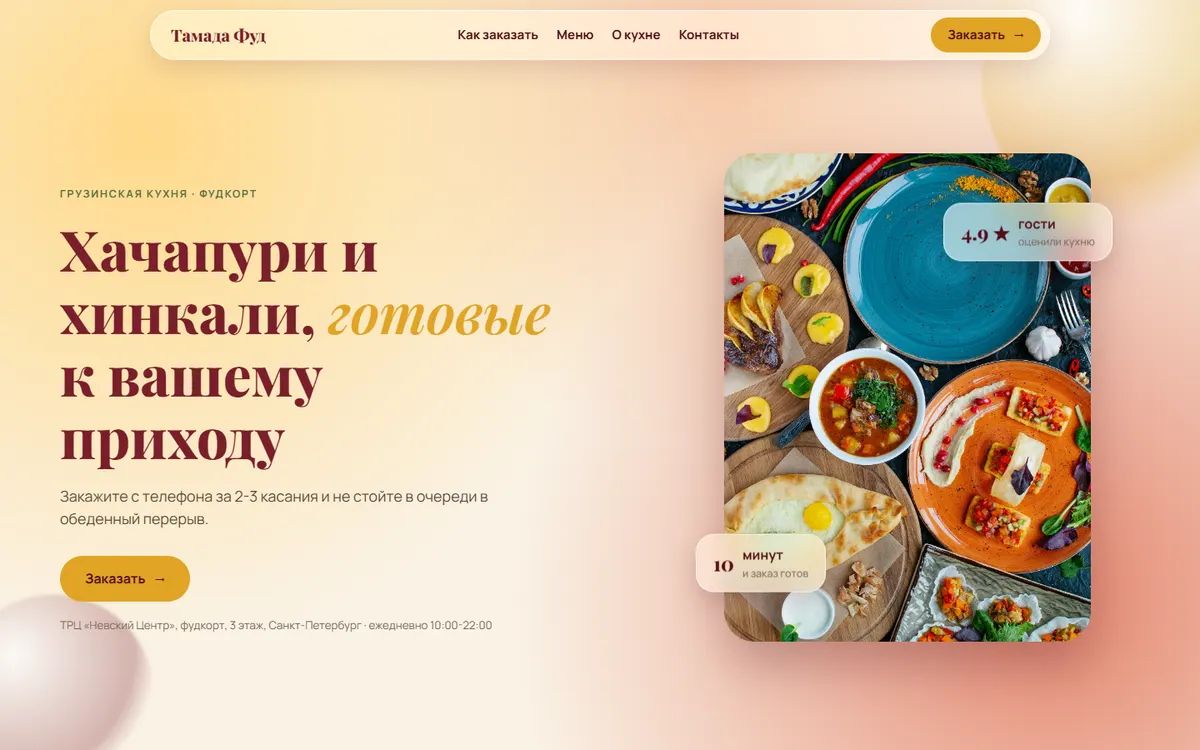 Тамада Фуд
Как заказать Меню О кухне Контакты
Заказать →
ГРУЗИНСКАЯ КУХНЯ · ФУДКОРТ
Хачапури и
хинкали, готовые
к вашему
приходу
Закажите с телефона за 2-3 касания и не стойте в очереди в
обеденный перерыв.
Заказать →
ТРЦ «Невский Центр», фудкорт, 3 этаж, Санкт-Петербург · ежедневно 10:00-22:00
4.9 ★ гости
оценили кухню
10 минут
и заказ готов